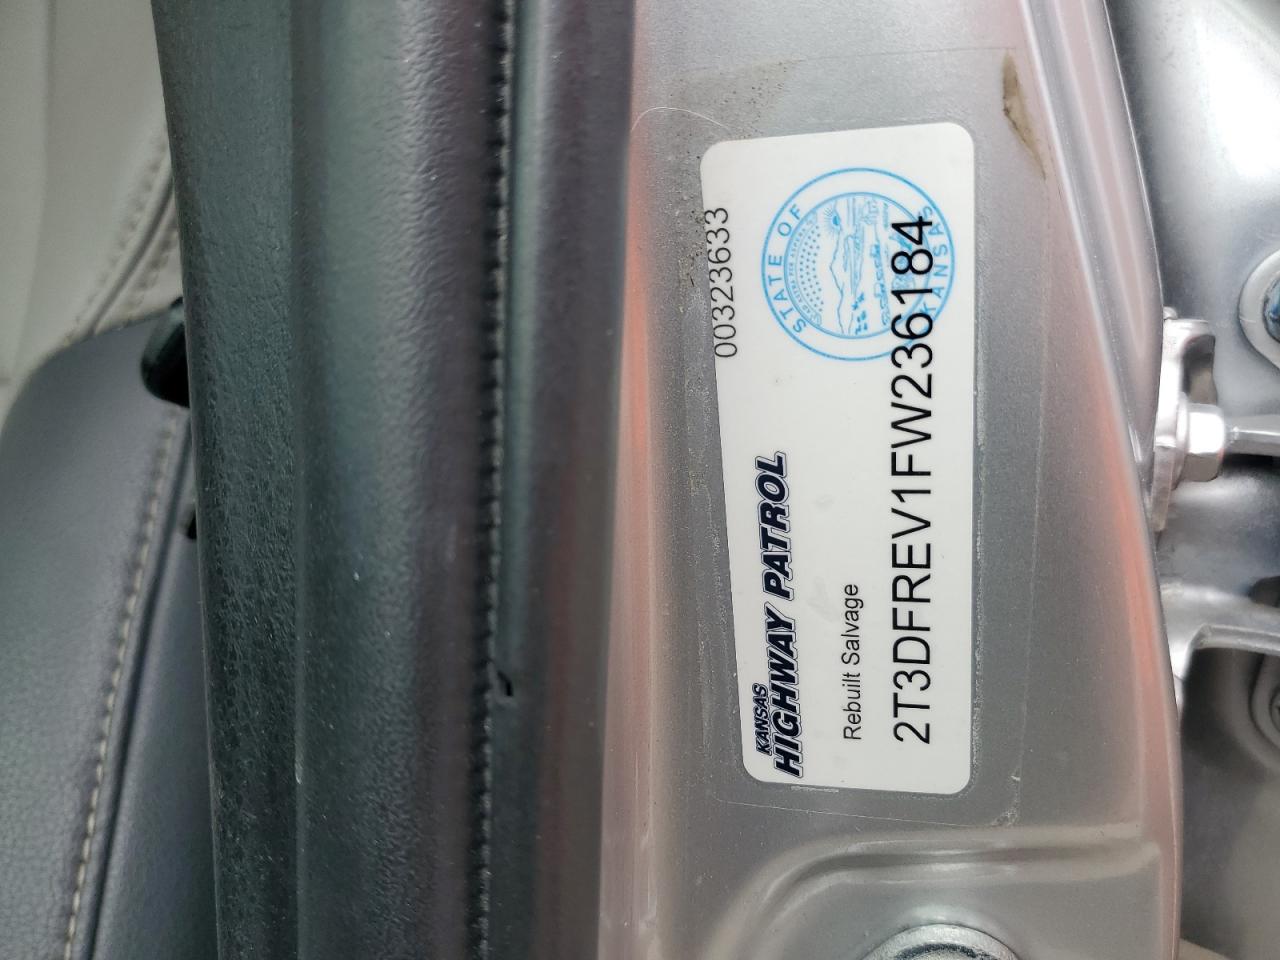 00323633
KANSAS
HIGHWAY PATROL
STATE OF
KANSAS
Rebuilt Salvage
2T3DFREV1FW236184